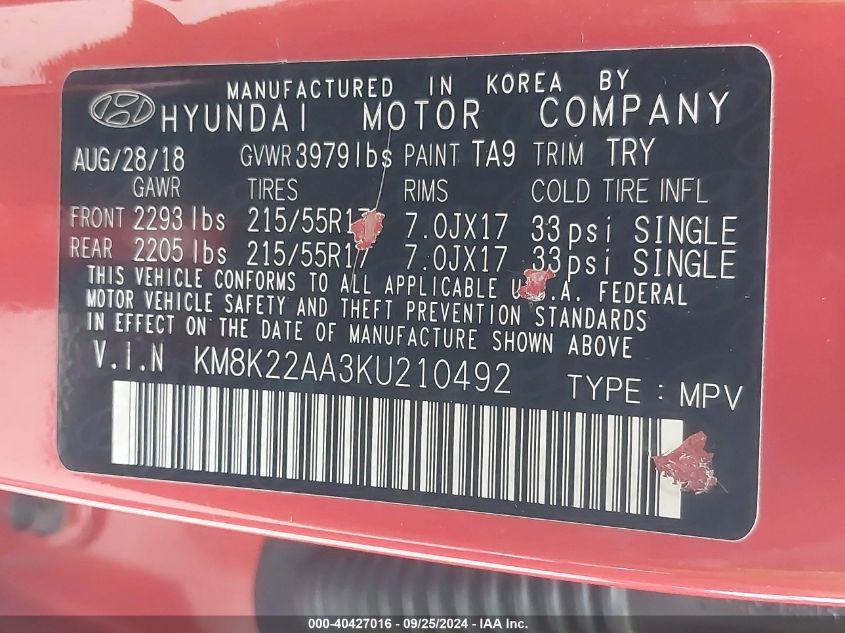 MANUFACTURED IN KOREA BY
HYUNDAI MOTOR COMPANY
AUG/28/18 GVWR 3979lbs PAINT TA9 TRIM TRY
GAWR TIRES RIMS COLD TIRE INFL
FRONT 2293 lbs 215/55R17 7.0JX17 33psi SINGLE
REAR 2205 lbs 215/55R17 7.0JX17 33psi SINGLE
THIS VEHICLE CONFORMS TO ALL APPLICABLE U.S.A. FEDERAL
MOTOR VEHICLE SAFETY AND THEFT PREVENTION STANDARDS
IN EFFECT ON THE DATE OF MANUFACTURE SHOWN ABOVE
V.I.N KM8K22AA3KU210492 TYPE : MPV
000-40427016 - 09/25/2024 - IAA Inc.